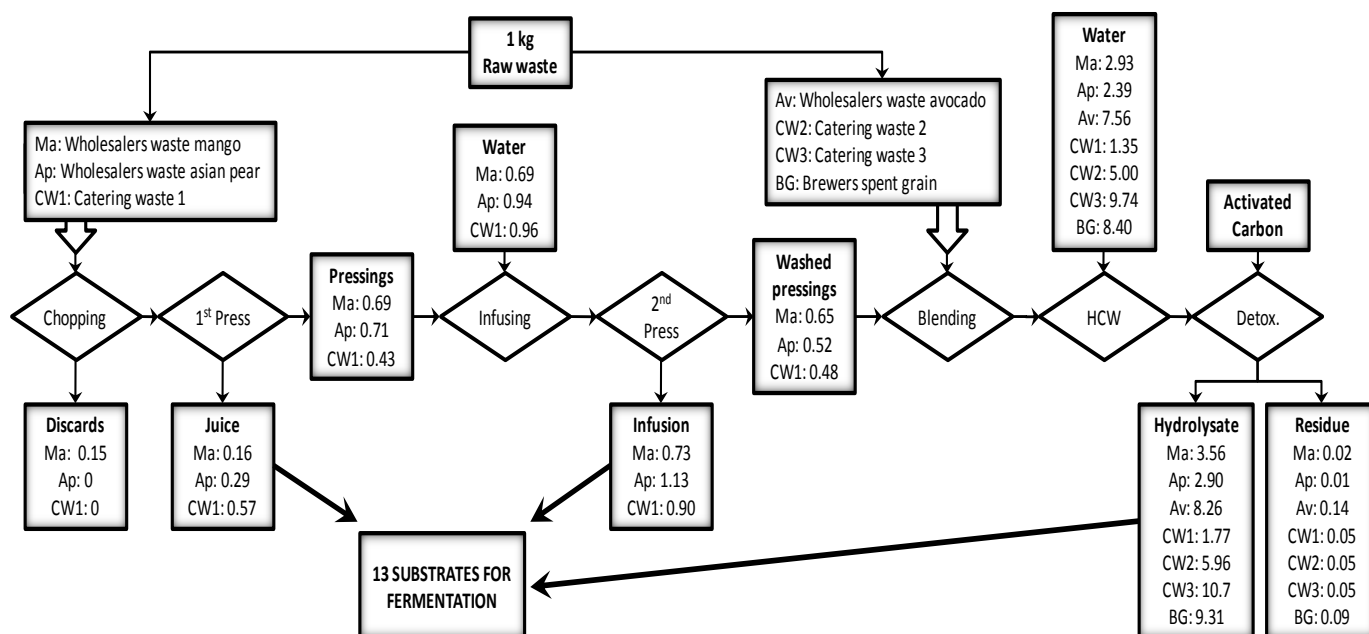 1 kg
Raw waste
Ma: Wholesalers waste mango
Ap: Wholesalers waste asian pear
CW1: Catering waste 1
Water
Ma: 0.69
Ap: 0.94
CW1: 0.96
Av: Wholesalers waste avocado
CW2: Catering waste 2
CW3: Catering waste 3
BG: Brewers spent grain
Water
Ma: 2.93
Ap: 2.39
Av: 7.56
CW1: 1.35
CW2: 5.00
CW3: 9.74
BG: 8.40
Activated
Carbon
Chopping
1st Press
Pressings
Ma: 0.69
Ap: 0.71
CW1: 0.43
Infusing
2nd
Press
Washed
pressings
Ma: 0.65
Ap: 0.52
CW1: 0.48
Blending
HCW
Detox.
Discards
Ma: 0.15
Ap: 0
CW1: 0
Juice
Ma: 0.16
Ap: 0.29
CW1: 0.57
Infusion
Ma: 0.73
Ap: 1.13
CW1: 0.90
Hydrolysate
Ma: 3.56
Ap: 2.90
Av: 8.26
CW1: 1.77
CW2: 5.96
CW3: 10.7
BG: 9.31
Residue
Ma: 0.02
Ap: 0.01
Av: 0.14
CW1: 0.05
CW2: 0.05
CW3: 0.05
BG: 0.09
13 SUBSTRATES FOR
FERMENTATION